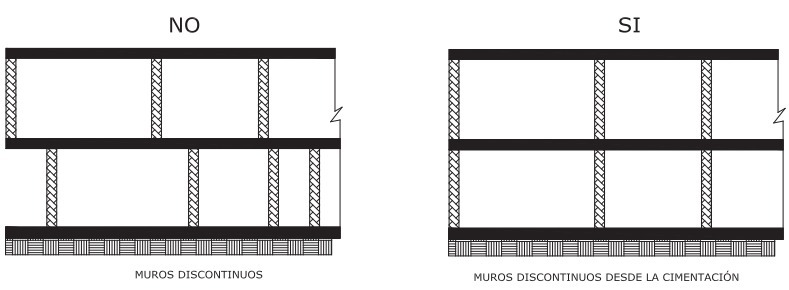 NO
SI
MUROS DISCONTINUOS
MUROS DISCONTINUOS DESDE LA CIMENTACIÓN